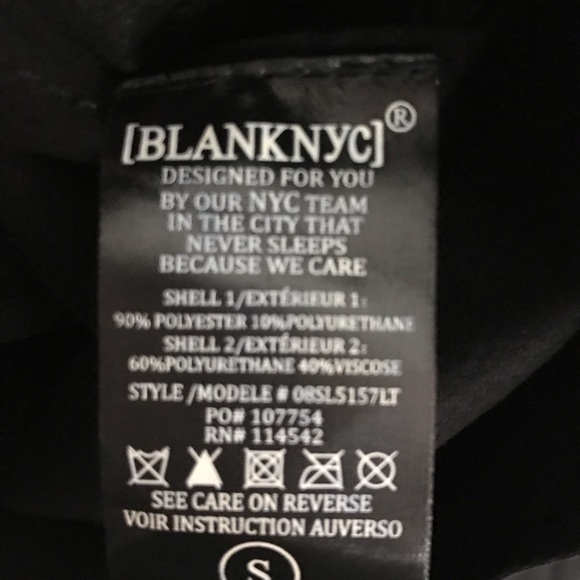 [BLANKNYC]®
DESIGNED FOR YOU
BY OUR NYC TEAM
IN THE CITY THAT
NEVER SLEEPS
BECAUSE WE CARE
SHELL 1/EXTÉRIEUR 1:
90% POLYESTER 10%POLYURETHANE
SHELL 2/EXTÉRIEUR 2:
60%POLYURETHANE 40%VISCOSE
STYLE /MODELE # 08SL5157LT
PO# 107754
RN# 114542
SEE CARE ON REVERSE
VOIR INSTRUCTION AUVERSO
S